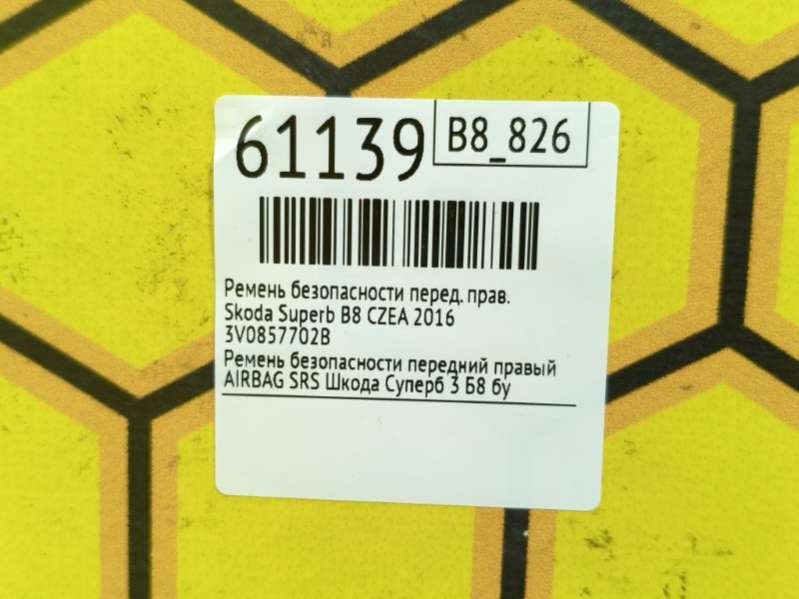 61139
B8_826
Ремень безопасности перед. прав.
Skoda Superb B8 CZEA 2016
3V0857702B
Ремень безопасности передний правый
AIRBAG SRS Шкода Суперб 3 Б8 бу